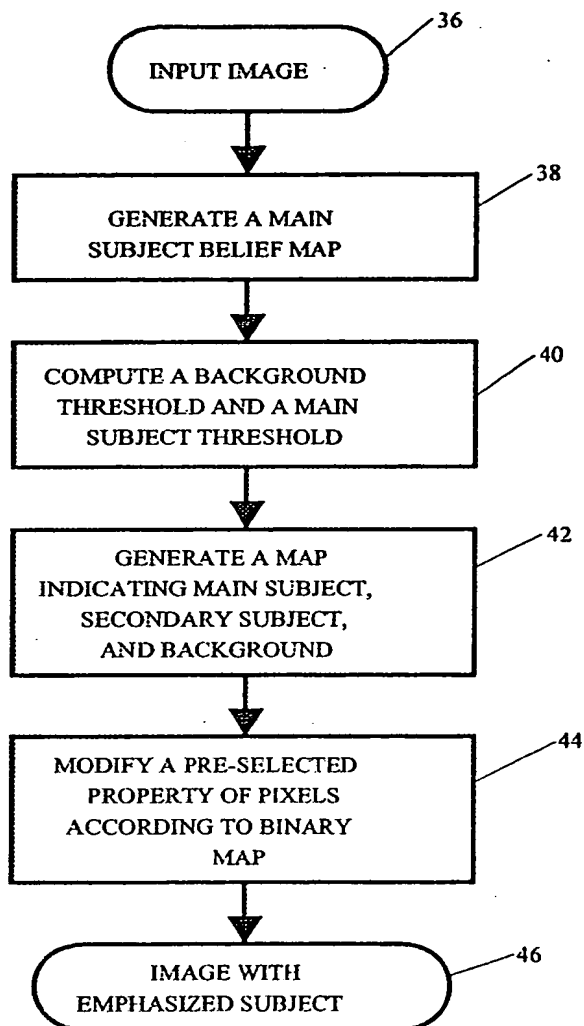 36
INPUT IMAGE
38
GENERATE A MAIN
SUBJECT BELIEF MAP
40
COMPUTE A BACKGROUND
THRESHOLD AND A MAIN
SUBJECT THRESHOLD
42
GENERATE A MAP
INDICATING MAIN SUBJECT,
SECONDARY SUBJECT,
AND BACKGROUND
44
MODIFY A PRE-SELECTED
PROPERTY OF PIXELS
ACCORDING TO BINARY
MAP
46
IMAGE WITH
EMPHASIZED SUBJECT